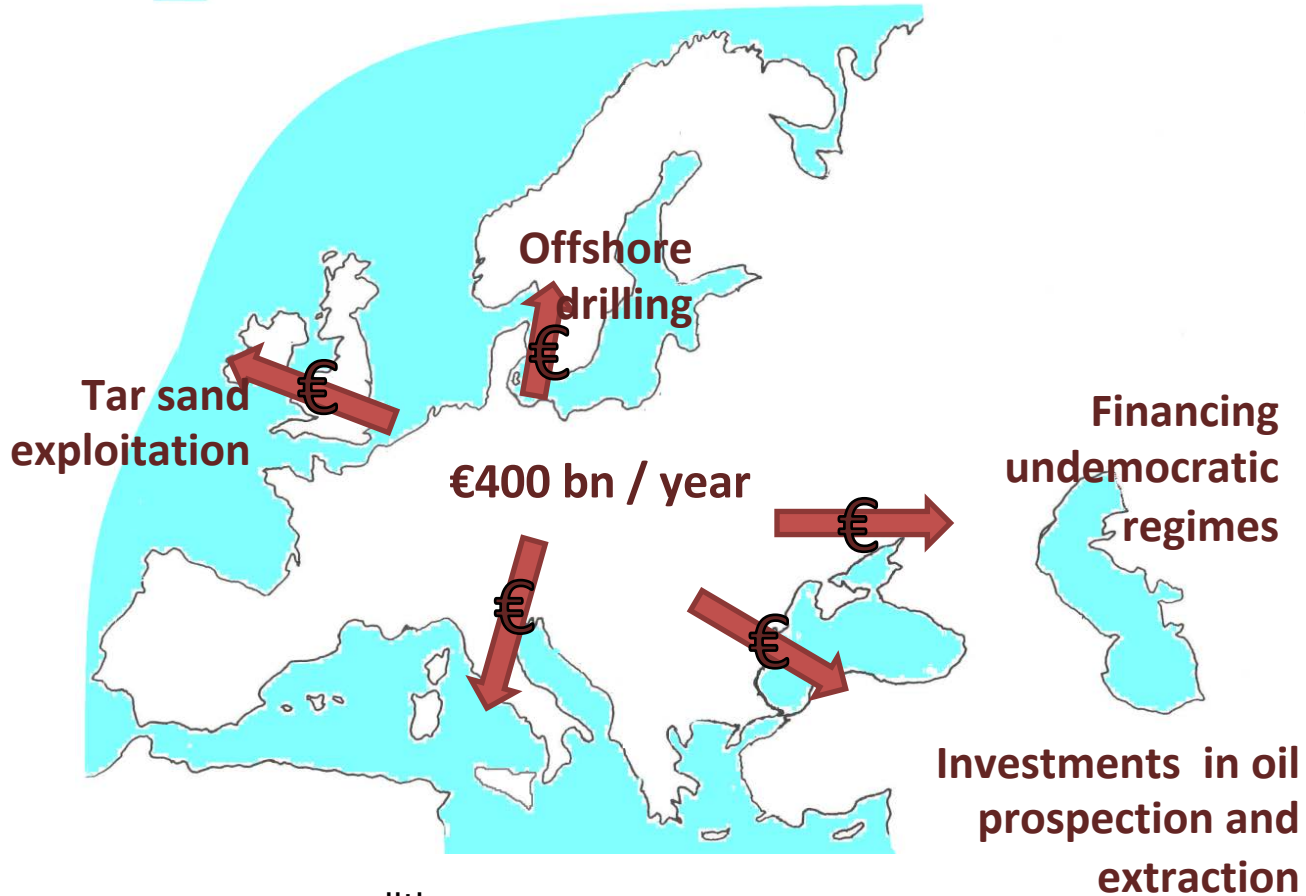 Offshore
drilling
€
€
Tar sand
exploitation
Financing
undemocratic
regimes
€400 bn / year
€
€
€
Investments in oil
prospection and
extraction